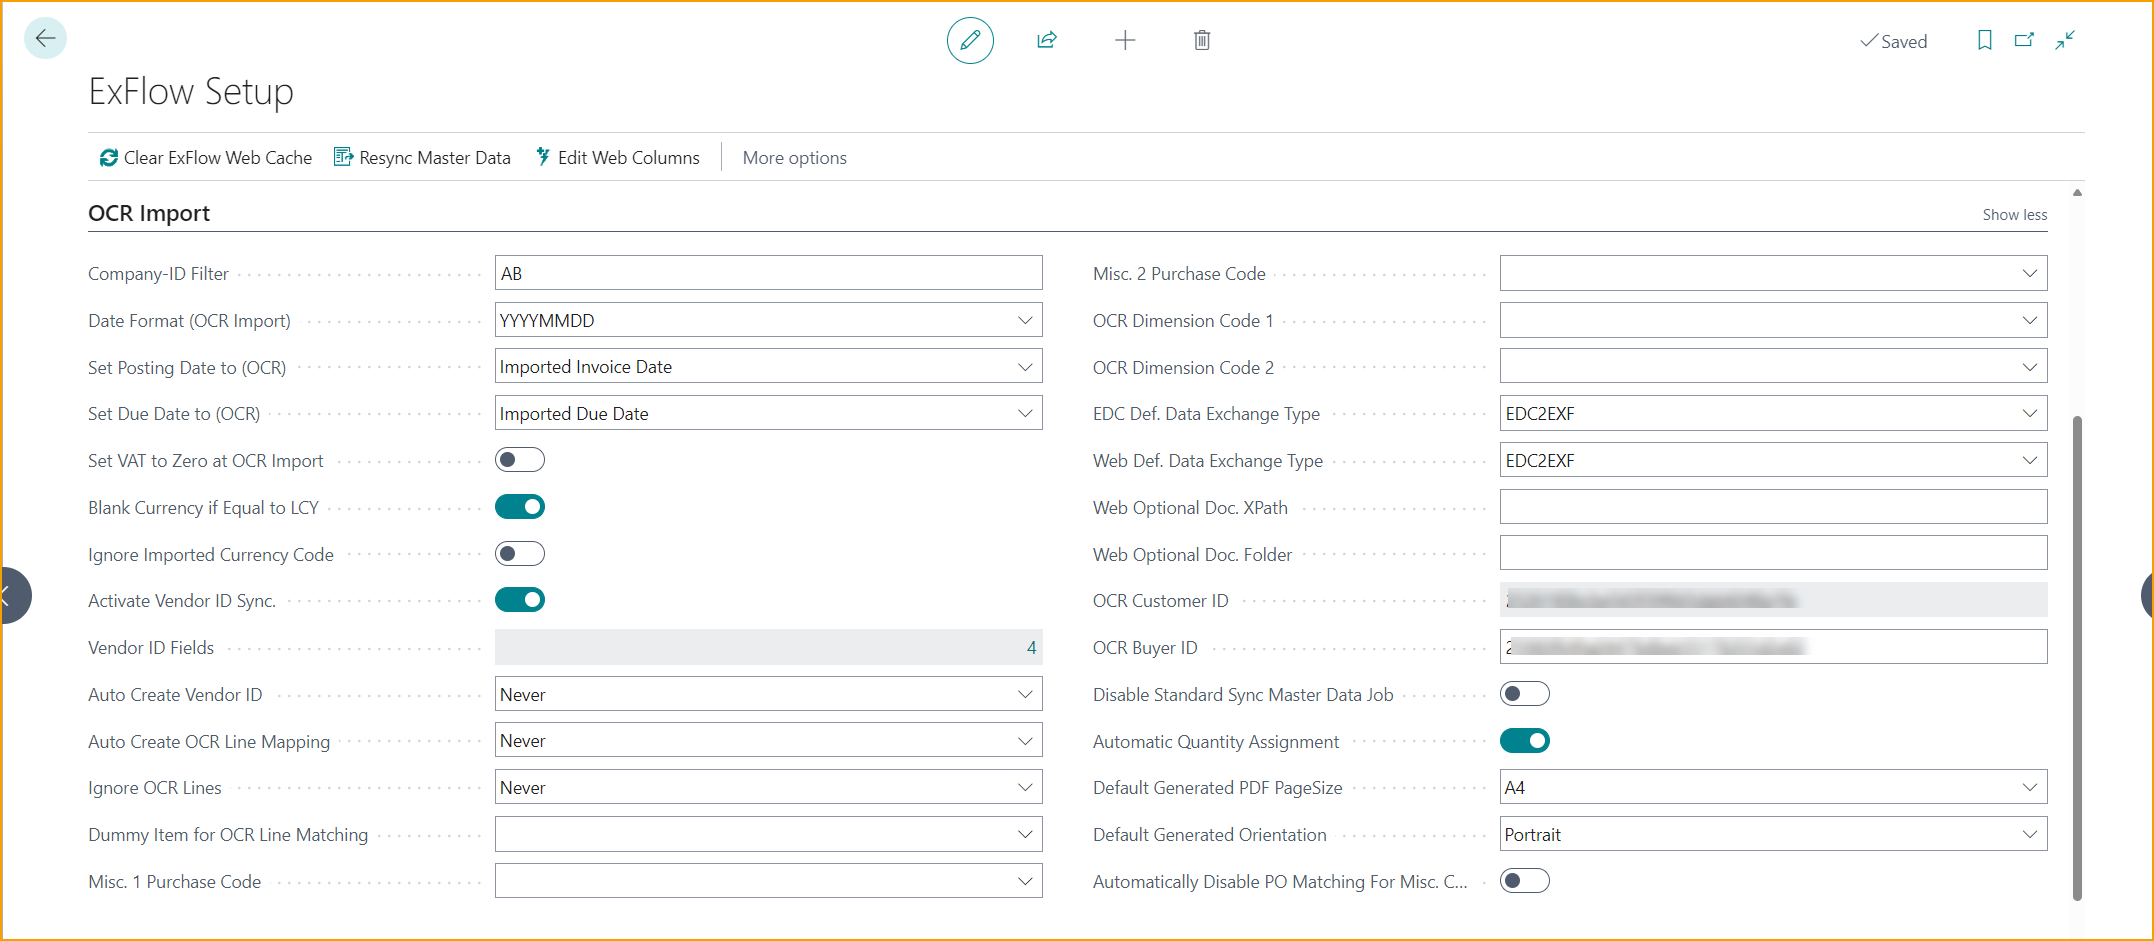 Saved
ExFlow Setup
Clear ExFlow Web Cache
Resync Master Data
Edit Web Columns
More options
OCR Import
Show less
Company-ID Filter
AB
Date Format (OCR Import)
YYYYMMDD
Set Posting Date to (OCR)
Imported Invoice Date
Set Due Date to (OCR)
Imported Due Date
Set VAT to Zero at OCR Import
Blank Currency if Equal to LCY
Ignore Imported Currency Code
Activate Vendor ID Sync.
Vendor ID Fields
4
Auto Create Vendor ID
Never
Auto Create OCR Line Mapping
Never
Ignore OCR Lines
Never
Dummy Item for OCR Line Matching
Misc. 1 Purchase Code
Misc. 2 Purchase Code
OCR Dimension Code 1
OCR Dimension Code 2
EDC Def. Data Exchange Type
EDC2EXF
Web Def. Data Exchange Type
EDC2EXF
Web Optional Doc. XPath
Web Optional Doc. Folder
OCR Customer ID
OCR Buyer ID
Disable Standard Sync Master Data Job
Automatic Quantity Assignment
Default Generated PDF PageSize
A4
Default Generated Orientation
Portrait
Automatically Disable PO Matching For Misc. C...